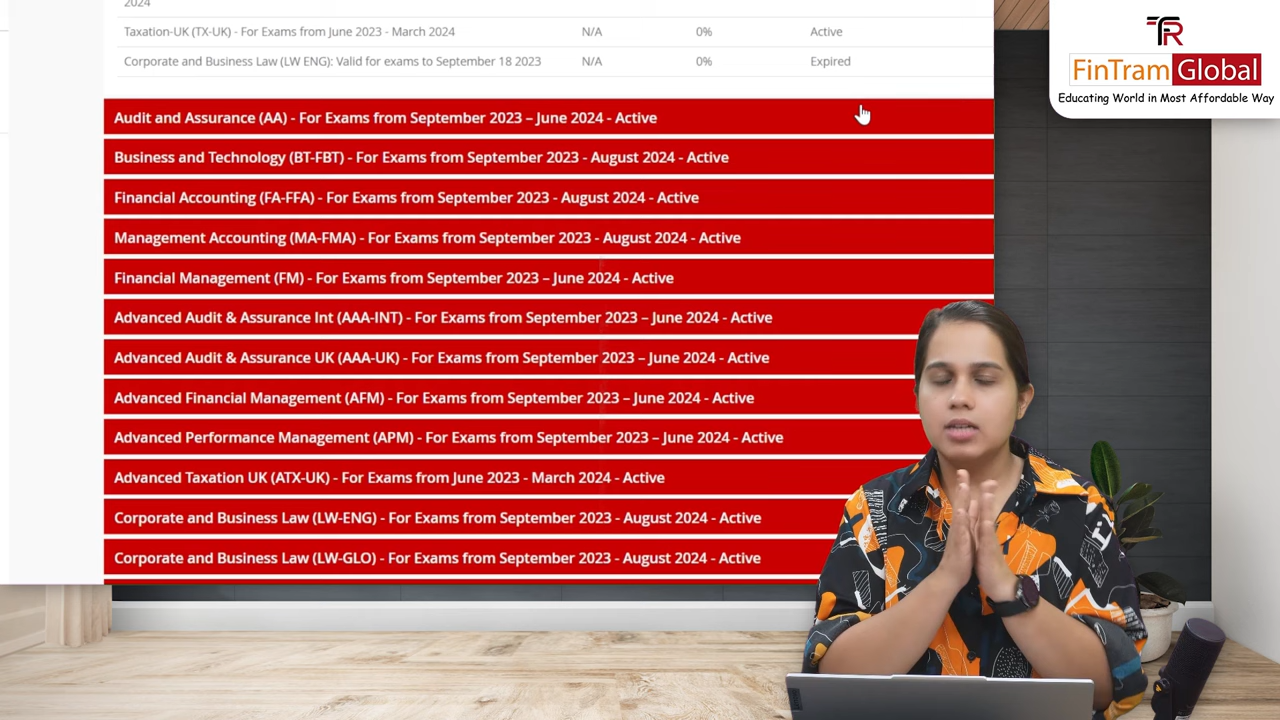 2024
Taxation-UK (TX-UK) - For Exams from June 2023 - March 2024 N/A 0% Active
Corporate and Business Law (LW ENG): Valid for exams to September 18 2023 N/A 0% Expired
Audit and Assurance (AA) - For Exams from September 2023 – June 2024 - Active
Business and Technology (BT-FBT) - For Exams from September 2023 - August 2024 - Active
Financial Accounting (FA-FFA) - For Exams from September 2023 - August 2024 - Active
Management Accounting (MA-FMA) - For Exams from September 2023 - August 2024 - Active
Financial Management (FM) - For Exams from September 2023 – June 2024 - Active
Advanced Audit & Assurance Int (AAA-INT) - For Exams from September 2023 – June 2024 - Active
Advanced Audit & Assurance UK (AAA-UK) - For Exams from September 2023 – June 2024 - Active
Advanced Financial Management (AFM) - For Exams from September 2023 – June 2024 - Active
Advanced Performance Management (APM) - For Exams from September 2023 – June 2024 - Active
Advanced Taxation UK (ATX-UK) - For Exams from June 2023 - March 2024 - Active
Corporate and Business Law (LW-ENG) - For Exams from September 2023 - August 2024 - Active
Corporate and Business Law (LW-GLO) - For Exams from September 2023 - August 2024 - Active
FinTram Global
Educating World in Most Affordable Way